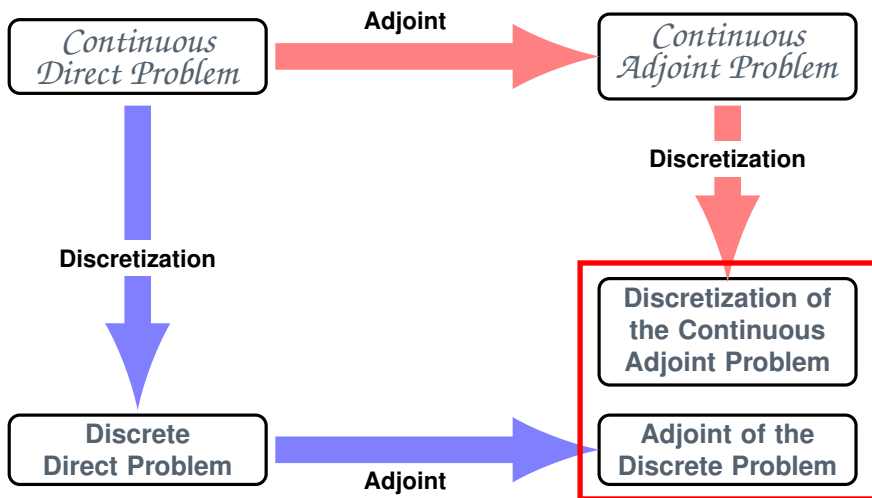 Adjoint
Continuous
Direct Problem
Continuous
Adjoint Problem
Discretization
Discretization
Discretization of
the Continuous
Adjoint Problem
Discrete
Direct Problem
Adjoint
Adjoint of the
Discrete Problem